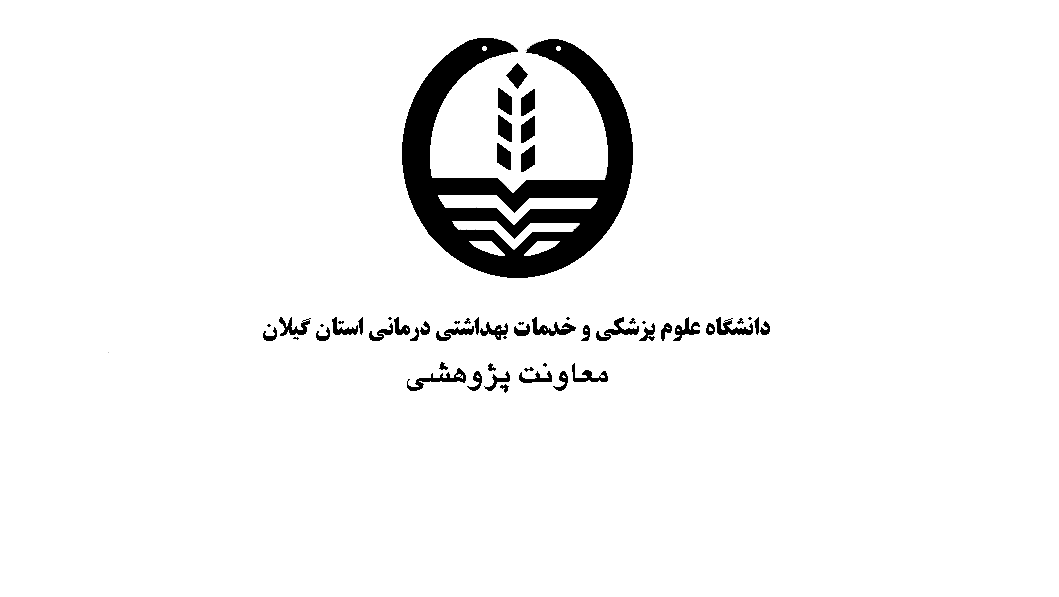 دانشگاه علوم پزشکی و خدمات بهداشتی درمانی استان گیلان
معاونت پژوهشی